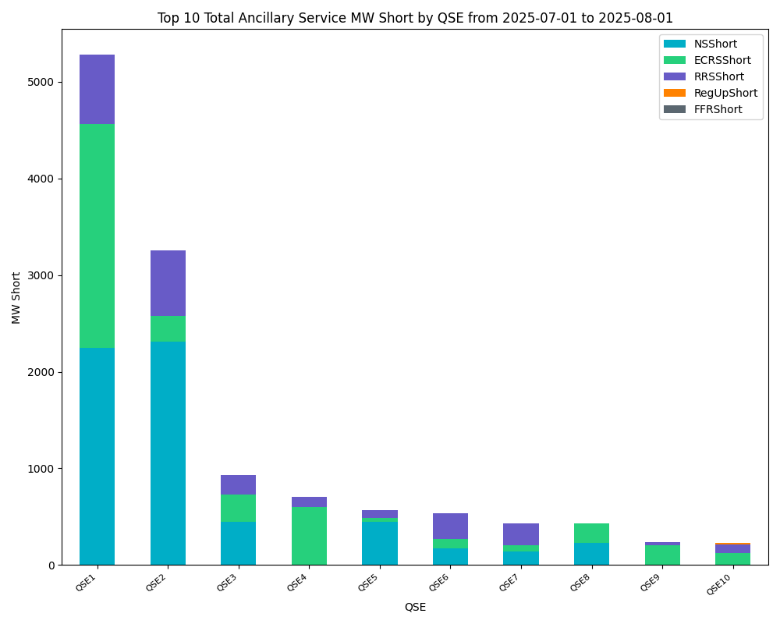 Top 10 Total Ancillary Service MW Short by QSE from 2025-07-01 to 2025-08-01
NSShort
ECRSShort
RRSShort
RegUpShort
FFRShort
MW Short
5000
4000
3000
2000
1000
0
QSE1
QSE2
QSE3
QSE4
QSE5
QSE6
QSE7
QSE8
QSE9
QSE10
QSE